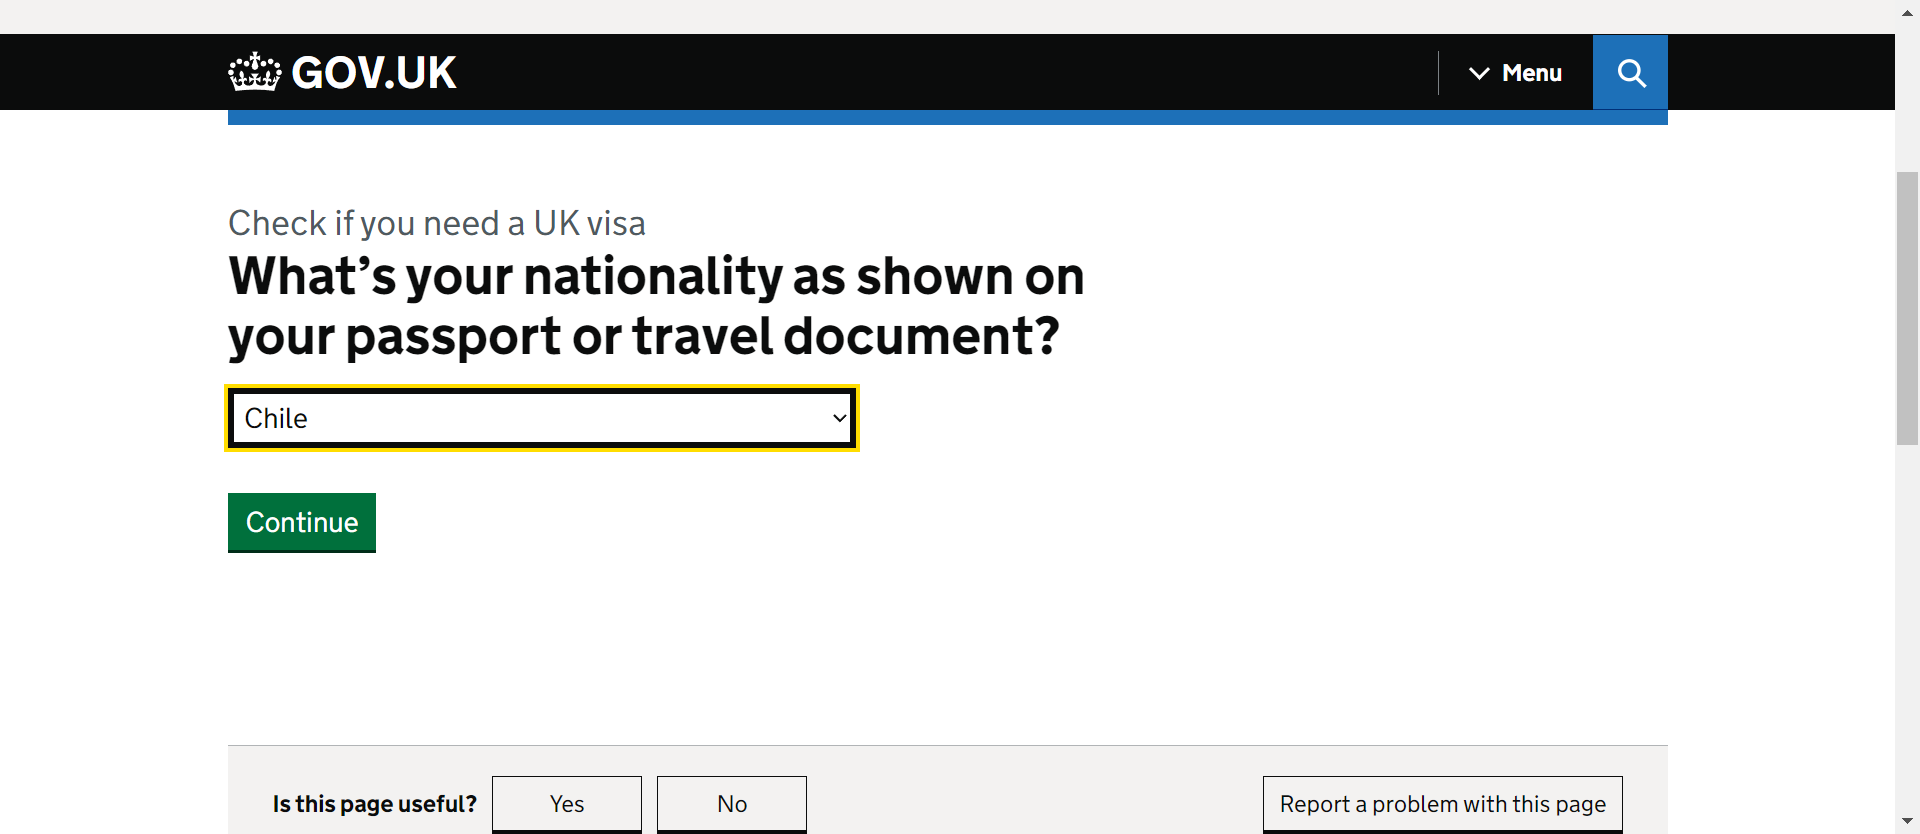 GOV.UK
Menu
Check if you need a UK visa
What’s your nationality as shown on
your passport or travel document?
Chile
Continue
Is this page useful?
Yes
No
Report a problem with this page